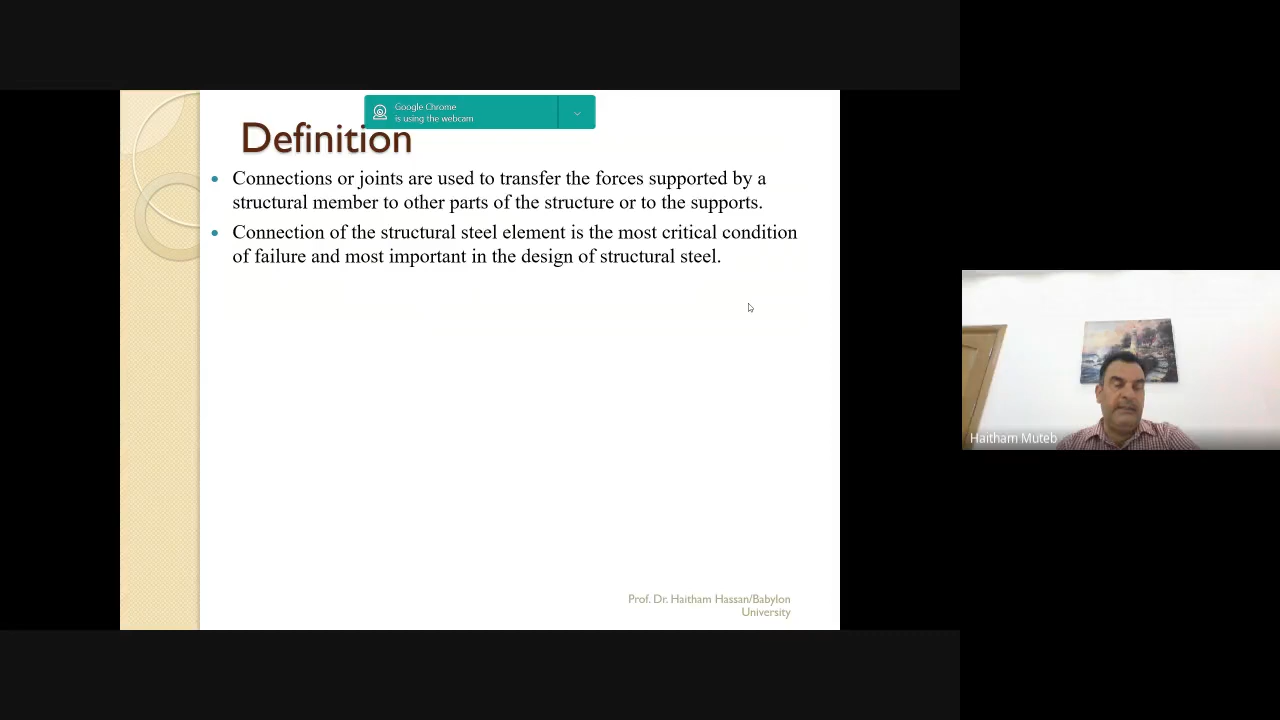 Google Chrome
is using the webcam
Definition
Connections or joints are used to transfer the forces supported by a
structural member to other parts of the structure or to the supports.
Connection of the structural steel element is the most critical condition
of failure and most important in the design of structural steel.
Haitham Muteb
Prof. Dr. Haitham Hassan/Babylon
University